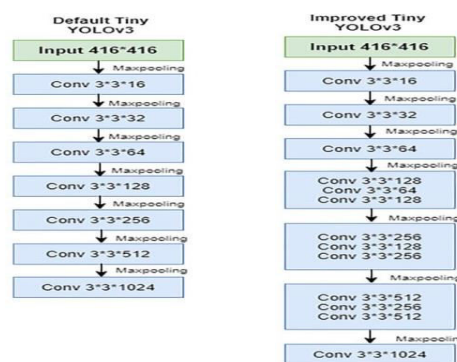 Default Tiny
YOLOv3
Input 416*416
Maxpooling
Conv 3*3*16
Maxpooling
Conv 3*3*32
Maxpooling
Conv 3*3*64
Maxpooling
Conv 3*3*128
Maxpooling
Conv 3*3*256
Maxpooling
Conv 3*3*512
Maxpooling
Conv 3*3*1024
Improved Tiny
YOLOv3
Input 416*416
Maxpooling
Conv 3*3*16
Maxpooling
Conv 3*3*32
Maxpooling
Conv 3*3*64
Maxpooling
Conv 3*3*128
Conv 3*3*64
Conv 3*3*128
Maxpooling
Conv 3*3*256
Conv 3*3*128
Conv 3*3*256
Maxpooling
Conv 3*3*512
Conv 3*3*256
Conv 3*3*512
Maxpooling
Conv 3*3*1024